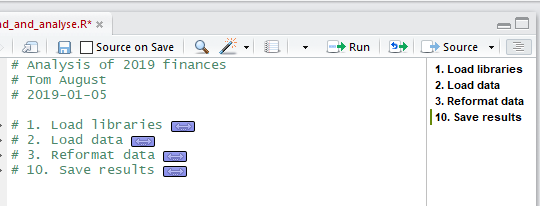 ad_and_analyse.R*
Source on Save
Run
Source
# Analysis of 2019 finances
# Tom August
# 2019-01-05
# 1. Load libraries
# 2. Load data
# 3. Reformat data
# 10. Save results
1. Load libraries
2. Load data
3. Reformat data
10. Save results